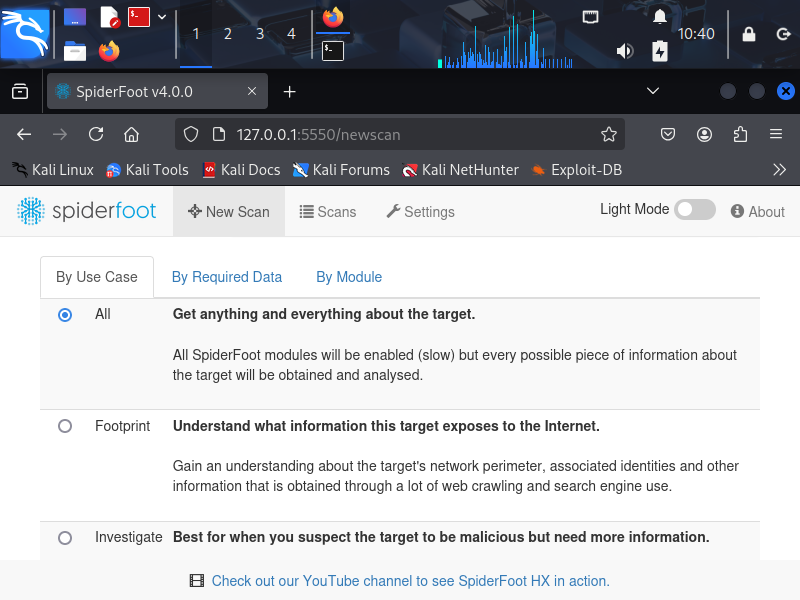 1 2 3 4
10:40
SpiderFoot v4.0.0
127.0.0.1:5550/newscan
Kali Linux Kali Tools Kali Docs Kali Forums Kali NetHunter Exploit-DB
spiderfoot New Scan Scans Settings Light Mode About
By Use Case By Required Data By Module
All Get anything and everything about the target.
All SpiderFoot modules will be enabled (slow) but every possible piece of information about
the target will be obtained and analysed.
Footprint Understand what information this target exposes to the Internet.
Gain an understanding about the target's network perimeter, associated identities and other
information that is obtained through a lot of web crawling and search engine use.
Investigate Best for when you suspect the target to be malicious but need more information.
Check out our YouTube channel to see SpiderFoot HX in action.